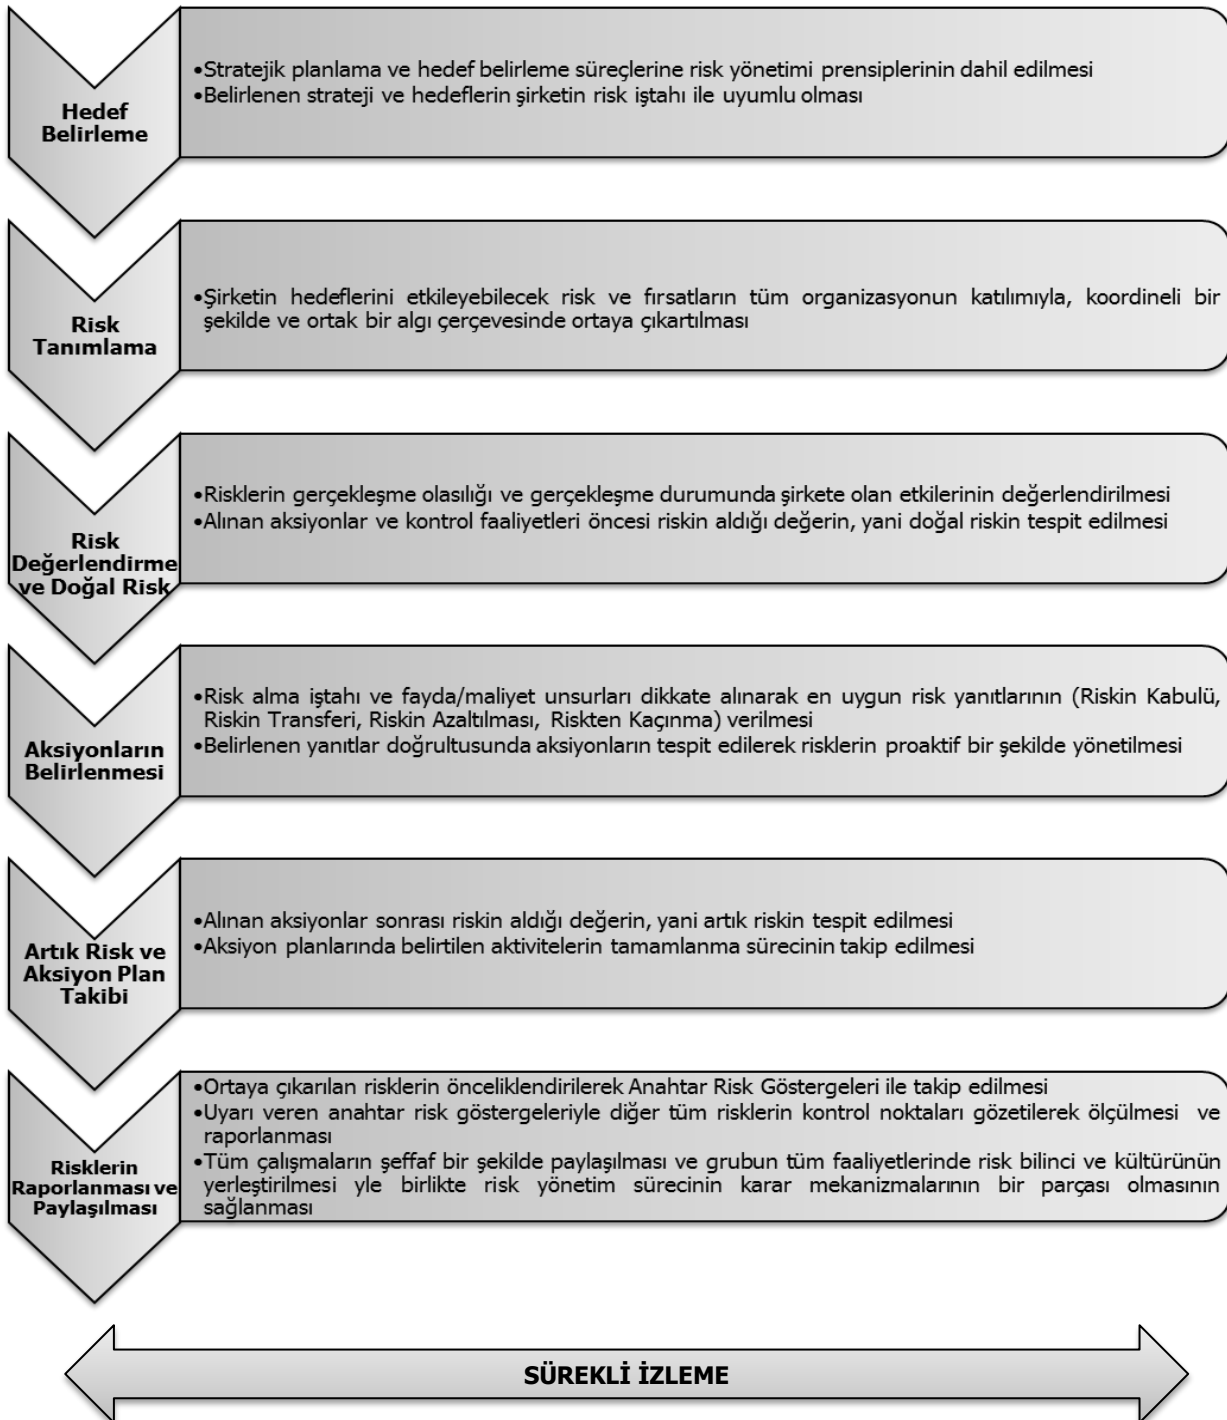 Hedef
Belirleme
•Stratejik planlama ve hedef belirleme süreçlerine risk yönetimi prensiplerinin dahil edilmesi
•Belirlenen strateji ve hedeflerin şirketin risk iştahı ile uyumlu olması
Risk
Tanımlama
•Şirketin hedeflerini etkileyebilecek risk ve fırsatların tüm organizasyonun katılımıyla, koordineli bir
şekilde ve ortak bir algı çerçevesinde ortaya çıkartılması
Risk
Değerlendirme
ve Doğal Risk
•Risklerin gerçekleşme olasılığı ve gerçekleşme durumunda şirkete olan etkilerinin değerlendirilmesi
•Alınan aksiyonlar ve kontrol faaliyetleri öncesi riskin aldığı değerin, yani doğal riskin tespit edilmesi
Aksiyonların
Belirlenmesi
•Risk alma iştahı ve fayda/maliyet unsurları dikkate alınarak en uygun risk yanıtlarının (Riskin Kabulü,
Riskin Transferi, Riskin Azaltılması, Riskten Kaçınma) verilmesi
•Belirlenen yanıtlar doğrultusunda aksiyonların tespit edilerek risklerin proaktif bir şekilde yönetilmesi
Artık Risk ve
Aksiyon Plan
Takibi
•Alınan aksiyonlar sonrası riskin aldığı değerin, yani artık riskin tespit edilmesi
•Aksiyon planlarında belirtilen aktivitelerin tamamlanma sürecinin takip edilmesi
Risklerin
Raporlanması ve
Paylaşılması
•Ortaya çıkarılan risklerin önceliklendirilerek Anahtar Risk Göstergeleri ile takip edilmesi
•Uyarı veren anahtar risk göstergeleriyle diğer tüm risklerin kontrol noktaları gözetilerek ölçülmesi ve
raporlanması
•Tüm çalışmaların şeffaf bir şekilde paylaşılması ve grubun tüm faaliyetlerinde risk bilinci ve kültürünün
yerleştirilmesi yle birlikte risk yönetim sürecinin karar mekanizmalarının bir parçası olmasının
sağlanması
SÜREKLİ İZLEME